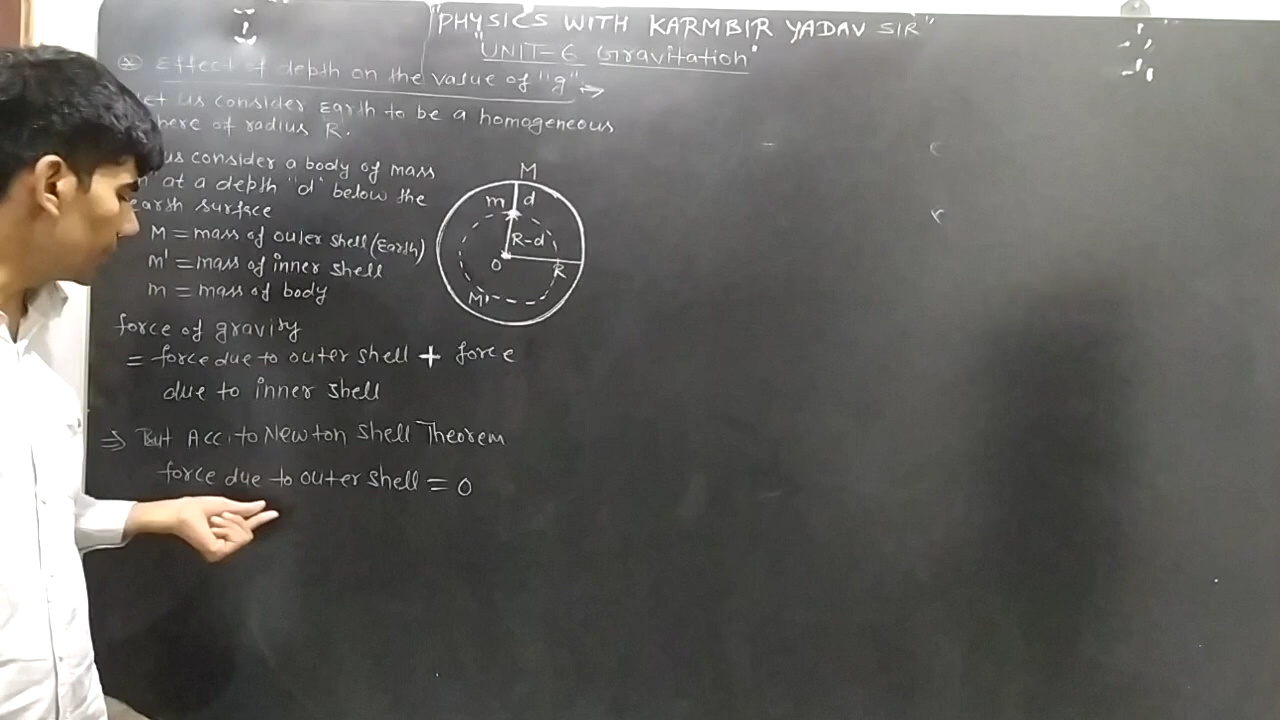 "PHYSICS WITH KARMBIR YADAV SIR"
"UNIT-6 Gravitation"
Effect of depth on the value of "g" →
et us consider Earth to be a homogeneous
here of radius R.
us consider a body of mass
m at a depth "d" below the
earth surface
M = mass of outer shell (Earth)
M' = mass of inner shell
m = mass of body
M
m d
R-d
O R
M'
force of gravity
= force due to outer shell + force
due to inner shell
⇒ But Acc. to Newton Shell Theorem
force due to outer shell = 0